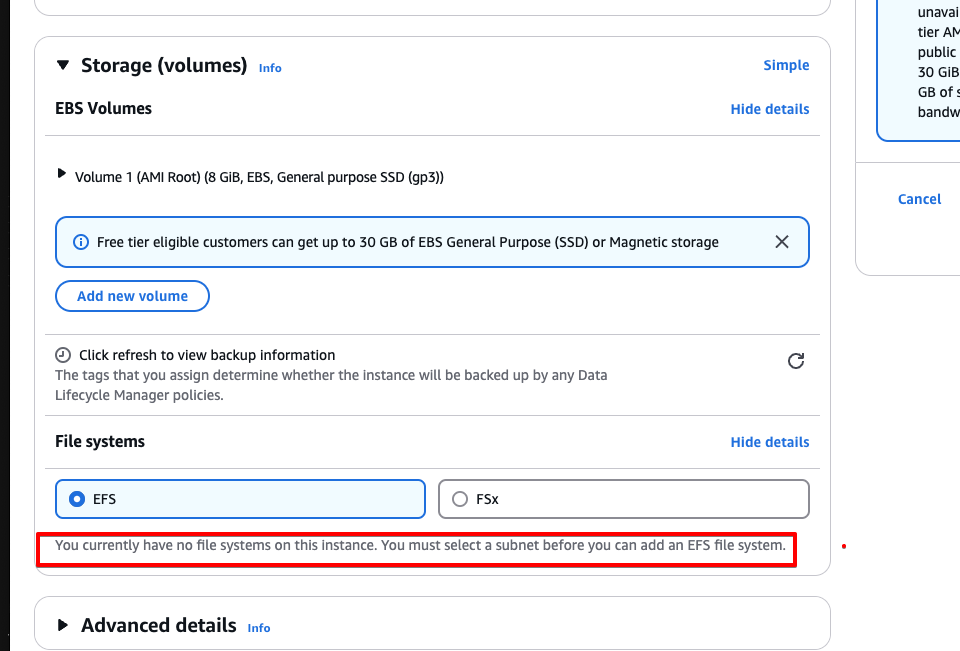 Storage (volumes) Info Simple
EBS Volumes Hide details
Volume 1 (AMI Root) (8 GiB, EBS, General purpose SSD (gp3))
Free tier eligible customers can get up to 30 GB of EBS General Purpose (SSD) or Magnetic storage
Add new volume
Click refresh to view backup information
The tags that you assign determine whether the instance will be backed up by any Data
Lifecycle Manager policies.
File systems Hide details
EFS FSx
You currently have no file systems on this instance. You must select a subnet before you can add an EFS file system.
Advanced details Info
unavai
tier AM
public
30 GiB
GB of s
bandw
Cancel